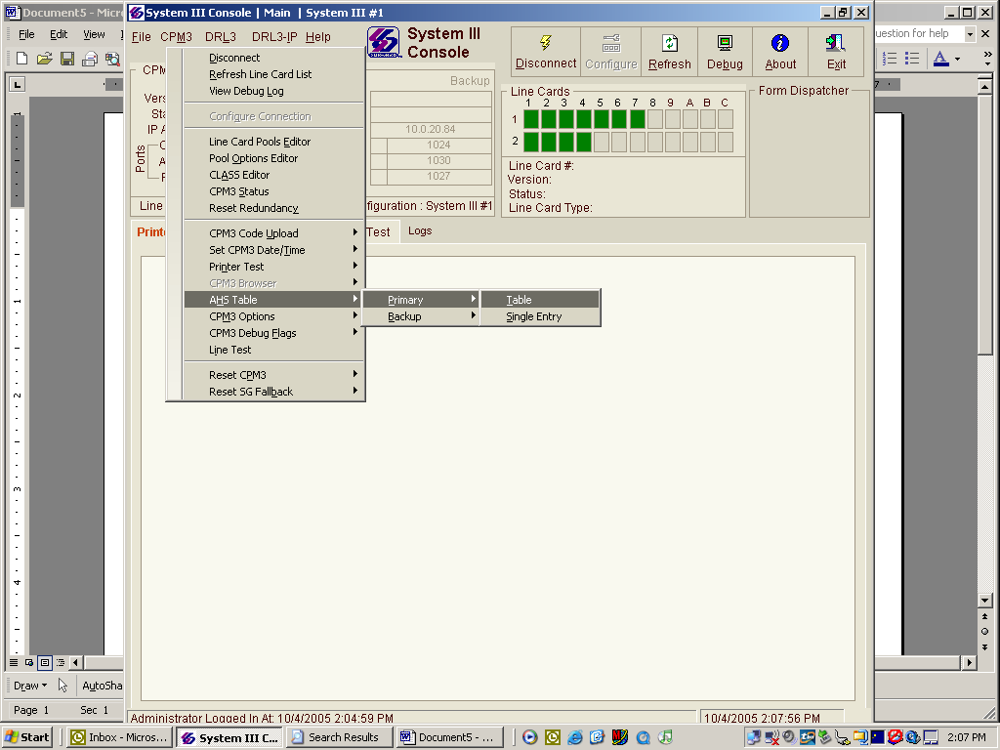 Document5 - Micro
System III Console | Main | System III #1
File Edit View
uestion for help
File CPM3 DRL3 DRL3-IP Help
System III
Console
Disconnect Configure Refresh Debug About Exit
Disconnect
Refresh Line Card List
View Debug Log
Configure Connection
Line Card Pools Editor
Pool Options Editor
CLASS Editor
CPM3 Status
Reset Redundancy
CPM3 Code Upload
Set CPM3 Date/Time
Printer Test
CPM3 Browser
AHS Table
CPM3 Options
CPM3 Debug Flags
Line Test
Reset CPM3
Reset SG Fallback
Primary
Backup
Table
Single Entry
CPM
Vers
Sta
IP A
Ports
Backup
10.0.20.84
1024
1030
1027
Line
figuration : System III #1
Line Cards
1 2 3 4 5 6 7 8 9 A B C
1
2
Line Card #:
Version:
Status:
Line Card Type:
Form Dispatcher
Printe
Test
Logs
Administrator Logged In At: 10/4/2005 2:04:59 PM
10/4/2005 2:07:56 PM
Draw
AutoSha
Page 1 Sec 1
Start
Inbox - Micros...
System III C...
Search Results
Document5 - ...
2:07 PM